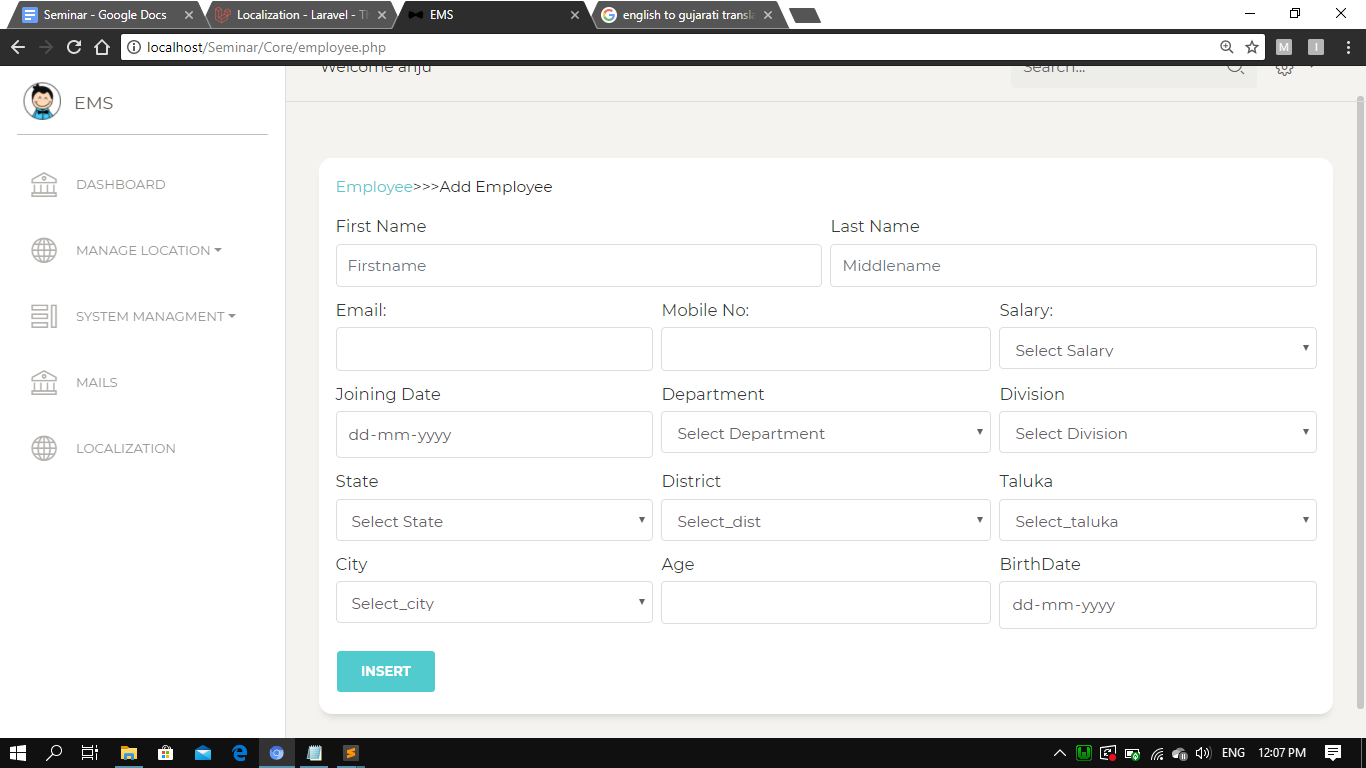 Seminar - Google Docs
Localization - Laravel - Th
EMS
english to gujarati transla
localhost/Seminar/Core/employee.php
M
I
EMS
Welcome anju
Search...
DASHBOARD
MANAGE LOCATION
SYSTEM MANAGMENT
MAILS
LOCALIZATION
Employee>>>Add Employee
First Name Last Name
Firstname Middlename
Email: Mobile No: Salary:
Select Salary
Joining Date Department Division
dd-mm-yyyy Select Department Select Division
State District Taluka
Select State Select_dist Select_taluka
City Age BirthDate
Select_city dd-mm-yyyy
INSERT
ENG 12:07 PM